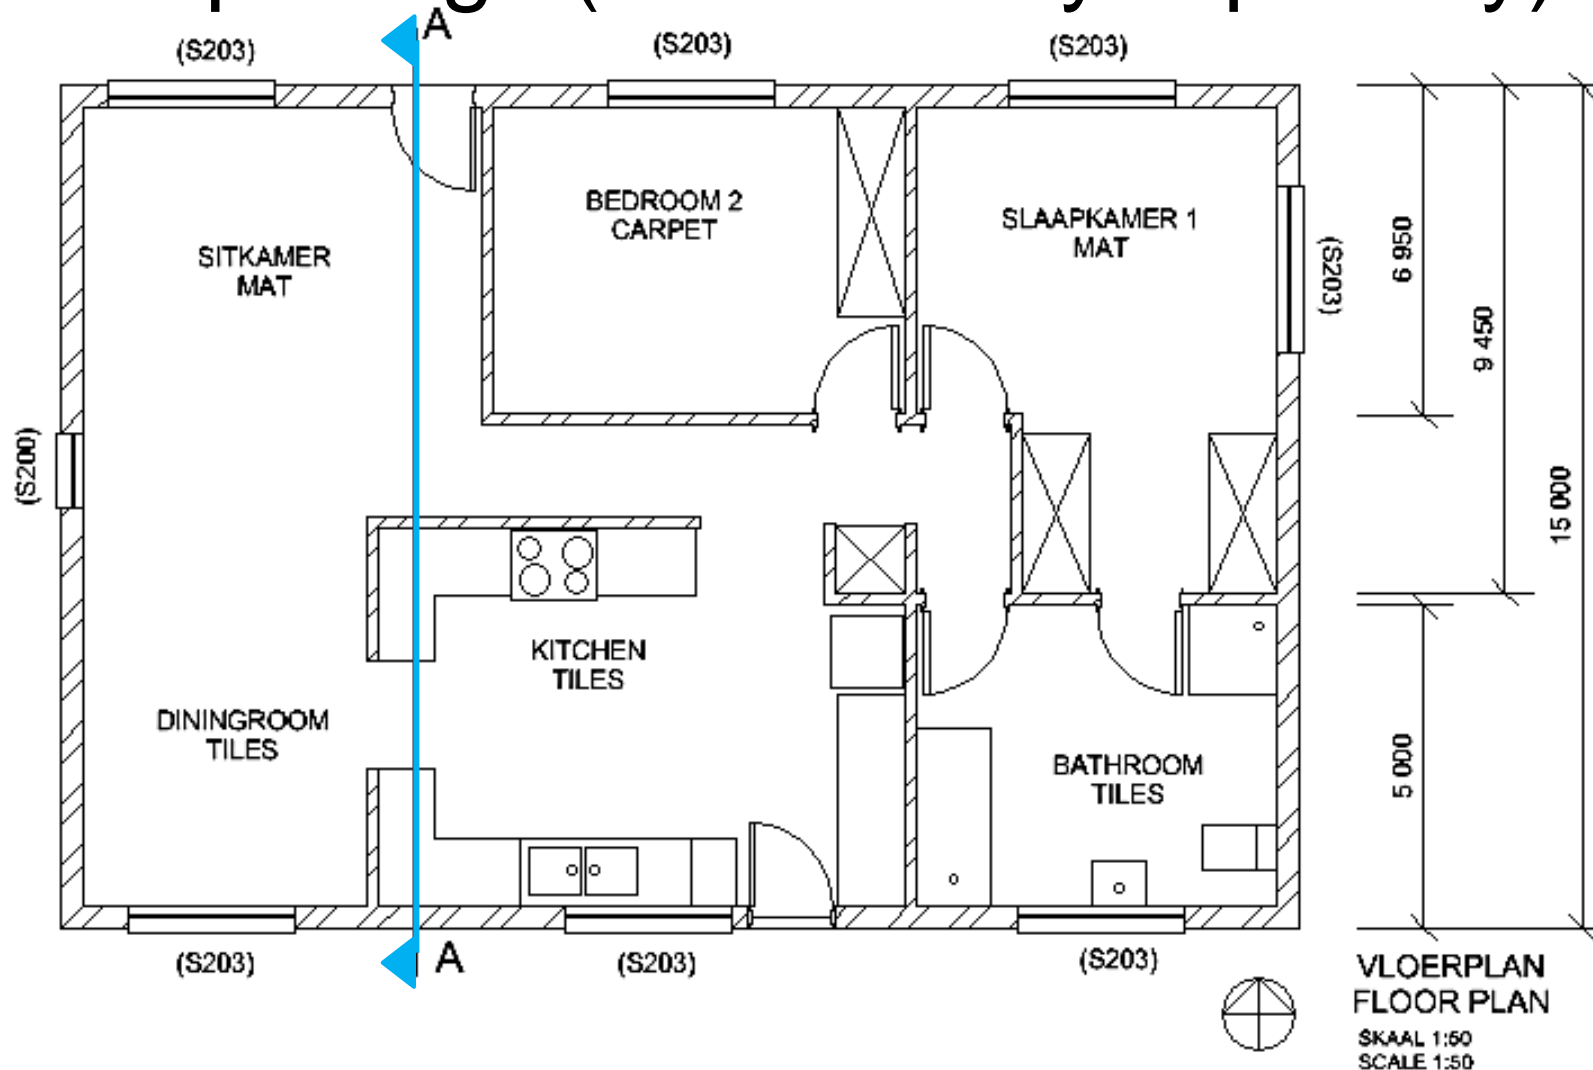 A
(S203)
(S203)
(S203)
BEDROOM 2
CARPET
SLAAPKAMER 1
MAT
SITKAMER
MAT
(S203)
6 950
9 450
15 000
(S200)
KITCHEN
TILES
DININGROOM
TILES
BATHROOM
TILES
5 000
(S203)
A
(S203)
(S203)
VLOERPLAN
FLOOR PLAN
SKAAL 1:50
SCALE 1:50